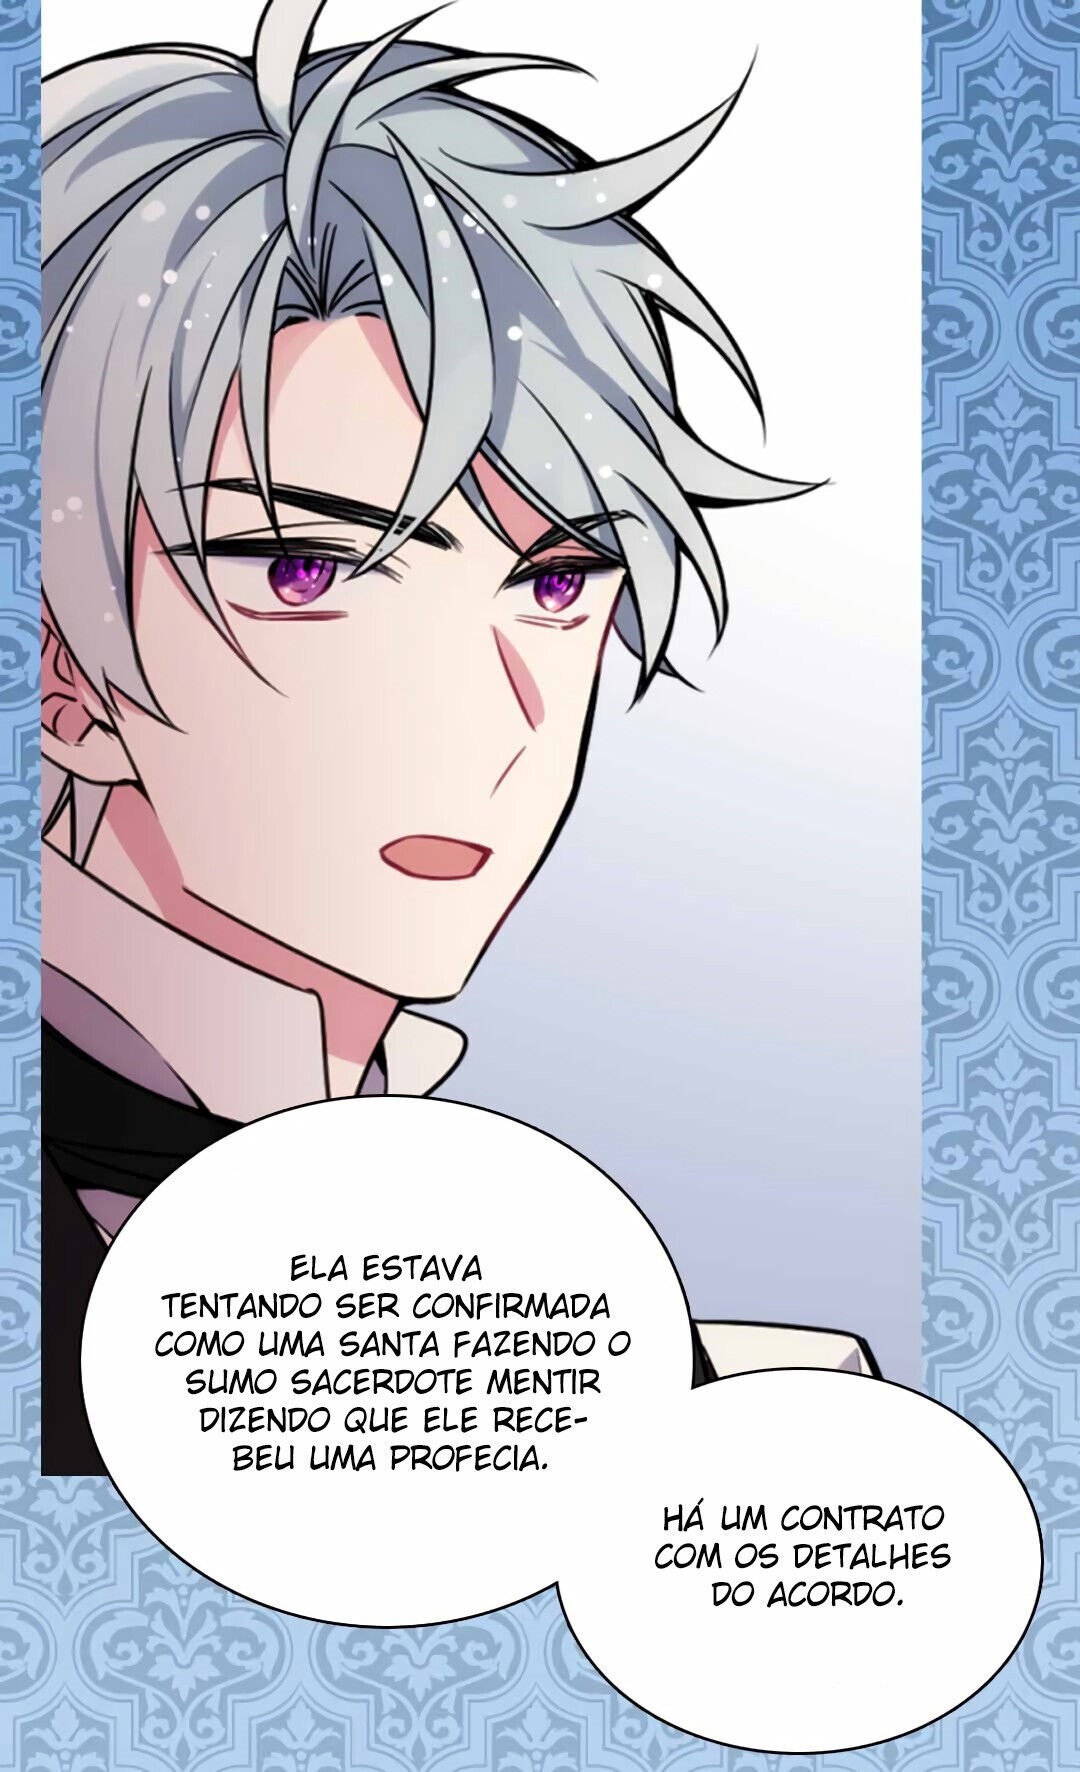 ELA ESTAVA
TENTANDO SER CONFIRMADA
COMO UMA SANTA FAZENDO O
SUMO SACERDOTE MENTIR
DIZENDO QUE ELE RECE-
BEU UMA PROFECIA.
HÁ UM CONTRATO
COM OS DETALHES
DO ACORDO.